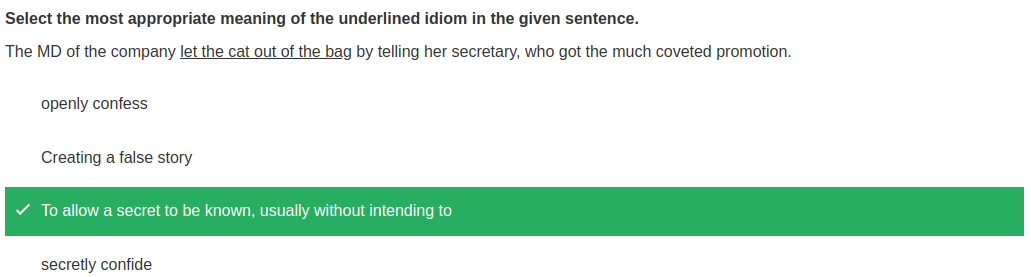 Select the most appropriate meaning of the underlined idiom in the given sentence.
The MD of the company let the cat out of the bag by telling her secretary, who got the much coveted promotion.
openly confess
Creating a false story
To allow a secret to be known, usually without intending to
secretly confide